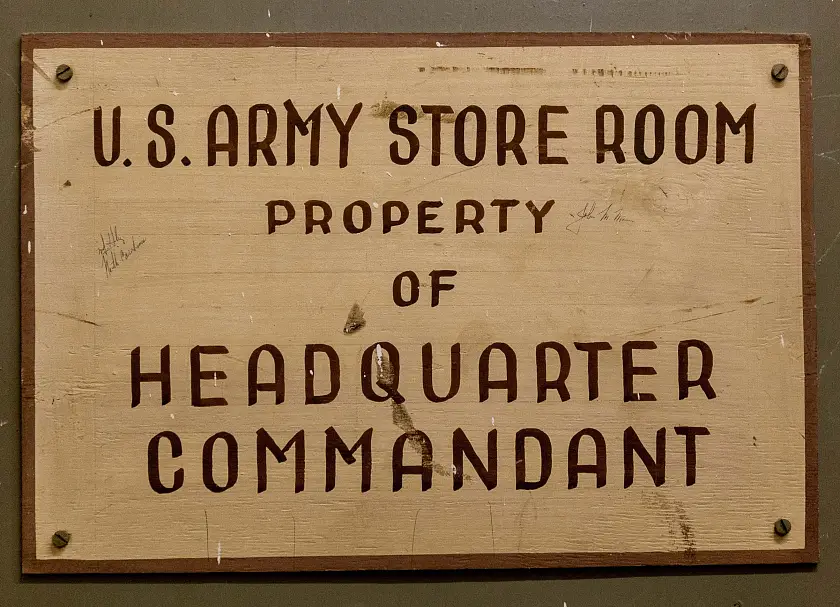 U.S. ARMY STORE ROOM
PROPERTY
OF
HEADQUARTER
COMMANDANT